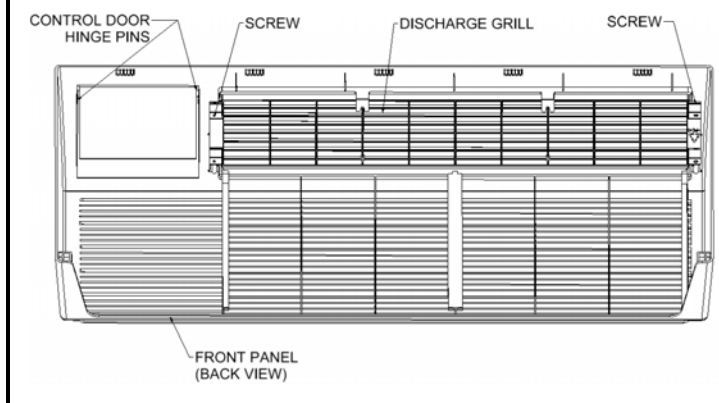 CONTROL DOOR
HINGE PINS
SCREW
DISCHARGE GRILL
SCREW
FRONT PANEL
(BACK VIEW)